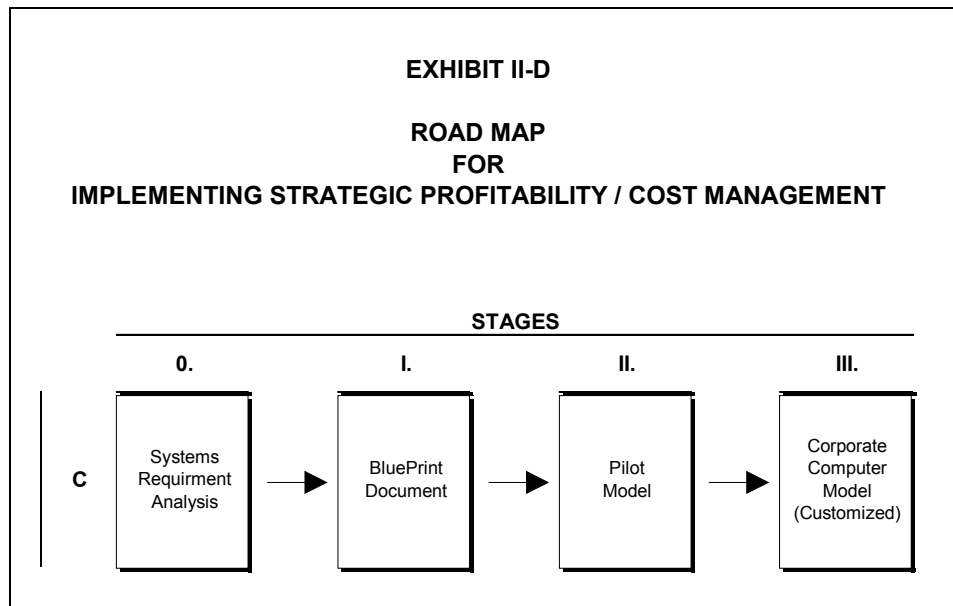 EXHIBIT II-D
ROAD MAP
FOR
IMPLEMENTING STRATEGIC PROFITABILITY / COST MANAGEMENT
STAGES
0.
I.
II.
III.
C
Systems
Requirment
Analysis
BluePrint
Document
Pilot
Model
Corporate
Computer
Model
(Customized)